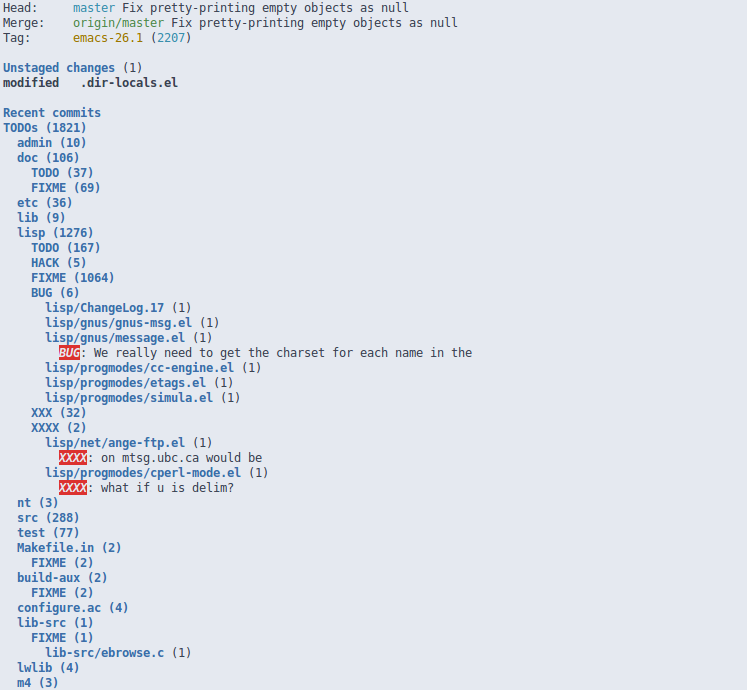 Head:     master Fix pretty-printing empty objects as null
Merge:    origin/master Fix pretty-printing empty objects as null
Tag:      emacs-26.1 (2207)
Unstaged changes (1)
modified   .dir-locals.el
Recent commits
TODOs (1821)
  admin (10)
  doc (106)
    TODO (37)
    FIXME (69)
  etc (36)
  lib (9)
  lisp (1276)
    TODO (167)
    HACK (5)
    FIXME (1064)
    BUG (6)
      lisp/ChangeLog.17 (1)
      lisp/gnus/gnus-msg.el (1)
      lisp/gnus/message.el (1)
        BUG: We really need to get the charset for each name in the
      lisp/progmodes/cc-engine.el (1)
      lisp/progmodes/etags.el (1)
      lisp/progmodes/simula.el (1)
    XXX (32)
    XXXX (2)
      lisp/net/ange-ftp.el (1)
        XXXX: on mtsg.ubc.ca would be
      lisp/progmodes/cperl-mode.el (1)
        XXXX: what if u is delim?
  nt (3)
  src (288)
  test (77)
  Makefile.in (2)
    FIXME (2)
  build-aux (2)
    FIXME (2)
  configure.ac (4)
  lib-src (1)
    FIXME (1)
      lib-src/ebrowse.c (1)
  lwlib (4)
  m4 (3)